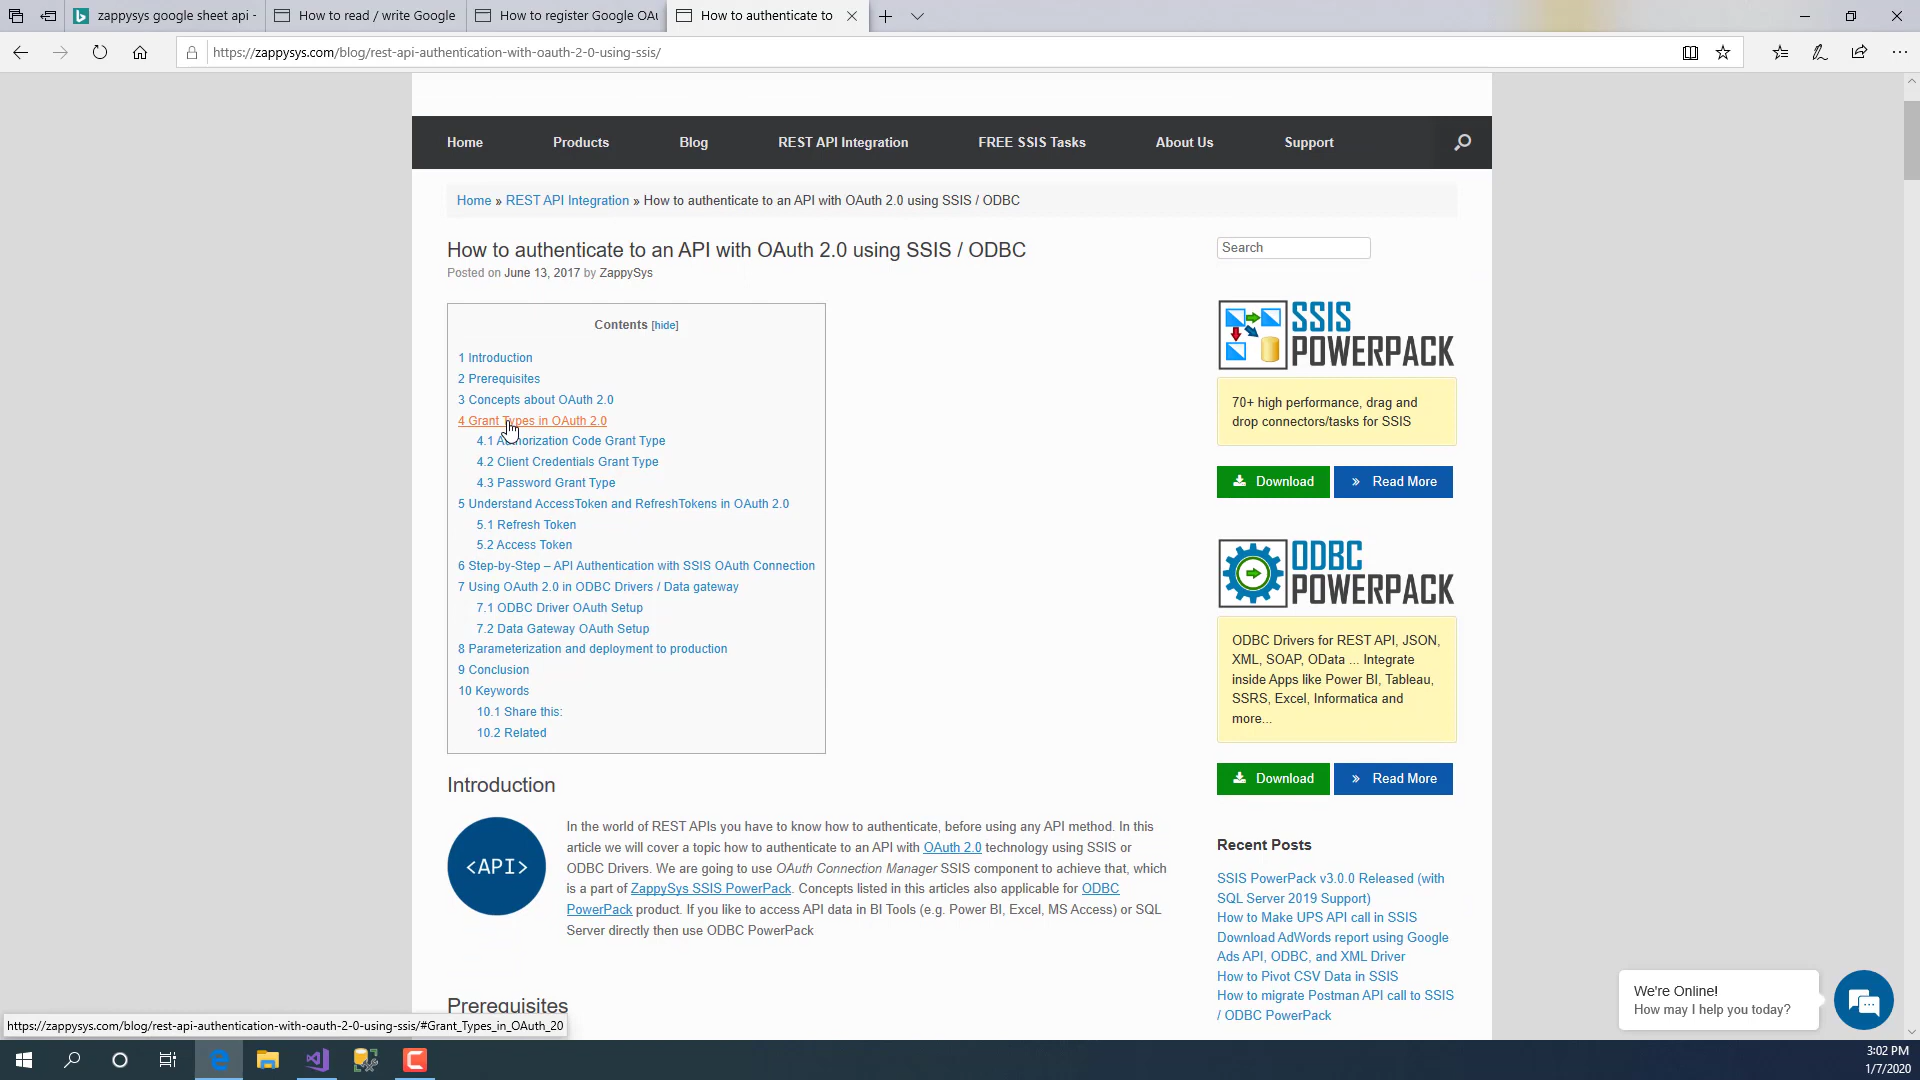 zappysys google sheet api -
How to read / write Google
How to register Google OAu
How to authenticate to
https://zappysys.com/blog/rest-api-authentication-with-oauth-2-0-using-ssis/
Home
Products
Blog
REST API Integration
FREE SSIS Tasks
About Us
Support
Home » REST API Integration » How to authenticate to an API with OAuth 2.0 using SSIS / ODBC
How to authenticate to an API with OAuth 2.0 using SSIS / ODBC
Posted on June 13, 2017 by ZappySys
Contents [hide]
1 Introduction
2 Prerequisites
3 Concepts about OAuth 2.0
4 Grant Types in OAuth 2.0
4.1 Authorization Code Grant Type
4.2 Client Credentials Grant Type
4.3 Password Grant Type
5 Understand AccessToken and RefreshTokens in OAuth 2.0
5.1 Refresh Token
5.2 Access Token
6 Step-by-Step – API Authentication with SSIS OAuth Connection
7 Using OAuth 2.0 in ODBC Drivers / Data gateway
7.1 ODBC Driver OAuth Setup
7.2 Data Gateway OAuth Setup
8 Parameterization and deployment to production
9 Conclusion
10 Keywords
10.1 Share this:
10.2 Related
Introduction
<API>
In the world of REST APIs you have to know how to authenticate, before using any API method. In this
article we will cover a topic how to authenticate to an API with OAuth 2.0 technology using SSIS or
ODBC Drivers. We are going to use OAuth Connection Manager SSIS component to achieve that, which
is a part of ZappySys SSIS PowerPack. Concepts listed in this articles also applicable for ODBC
PowerPack product. If you like to access API data in BI Tools (e.g. Power BI, Excel, MS Access) or SQL
Server directly then use ODBC PowerPack
Prerequisites
Search
SSIS
POWERPACK
70+ high performance, drag and
drop connectors/tasks for SSIS
Download
Read More
ODBC
POWERPACK
ODBC Drivers for REST API, JSON,
XML, SOAP, OData ... Integrate
inside Apps like Power BI, Tableau,
SSRS, Excel, Informatica and
more...
Download
Read More
Recent Posts
SSIS PowerPack v3.0.0 Released (with
SQL Server 2019 Support)
How to Make UPS API call in SSIS
Download AdWords report using Google
Ads API, ODBC, and XML Driver
How to Pivot CSV Data in SSIS
How to migrate Postman API call to SSIS
/ ODBC PowerPack
We're Online!
How may I help you today?
https://zappysys.com/blog/rest-api-authentication-with-oauth-2-0-using-ssis/#Grant_Types_in_OAuth_20
3:02 PM
1/7/2020